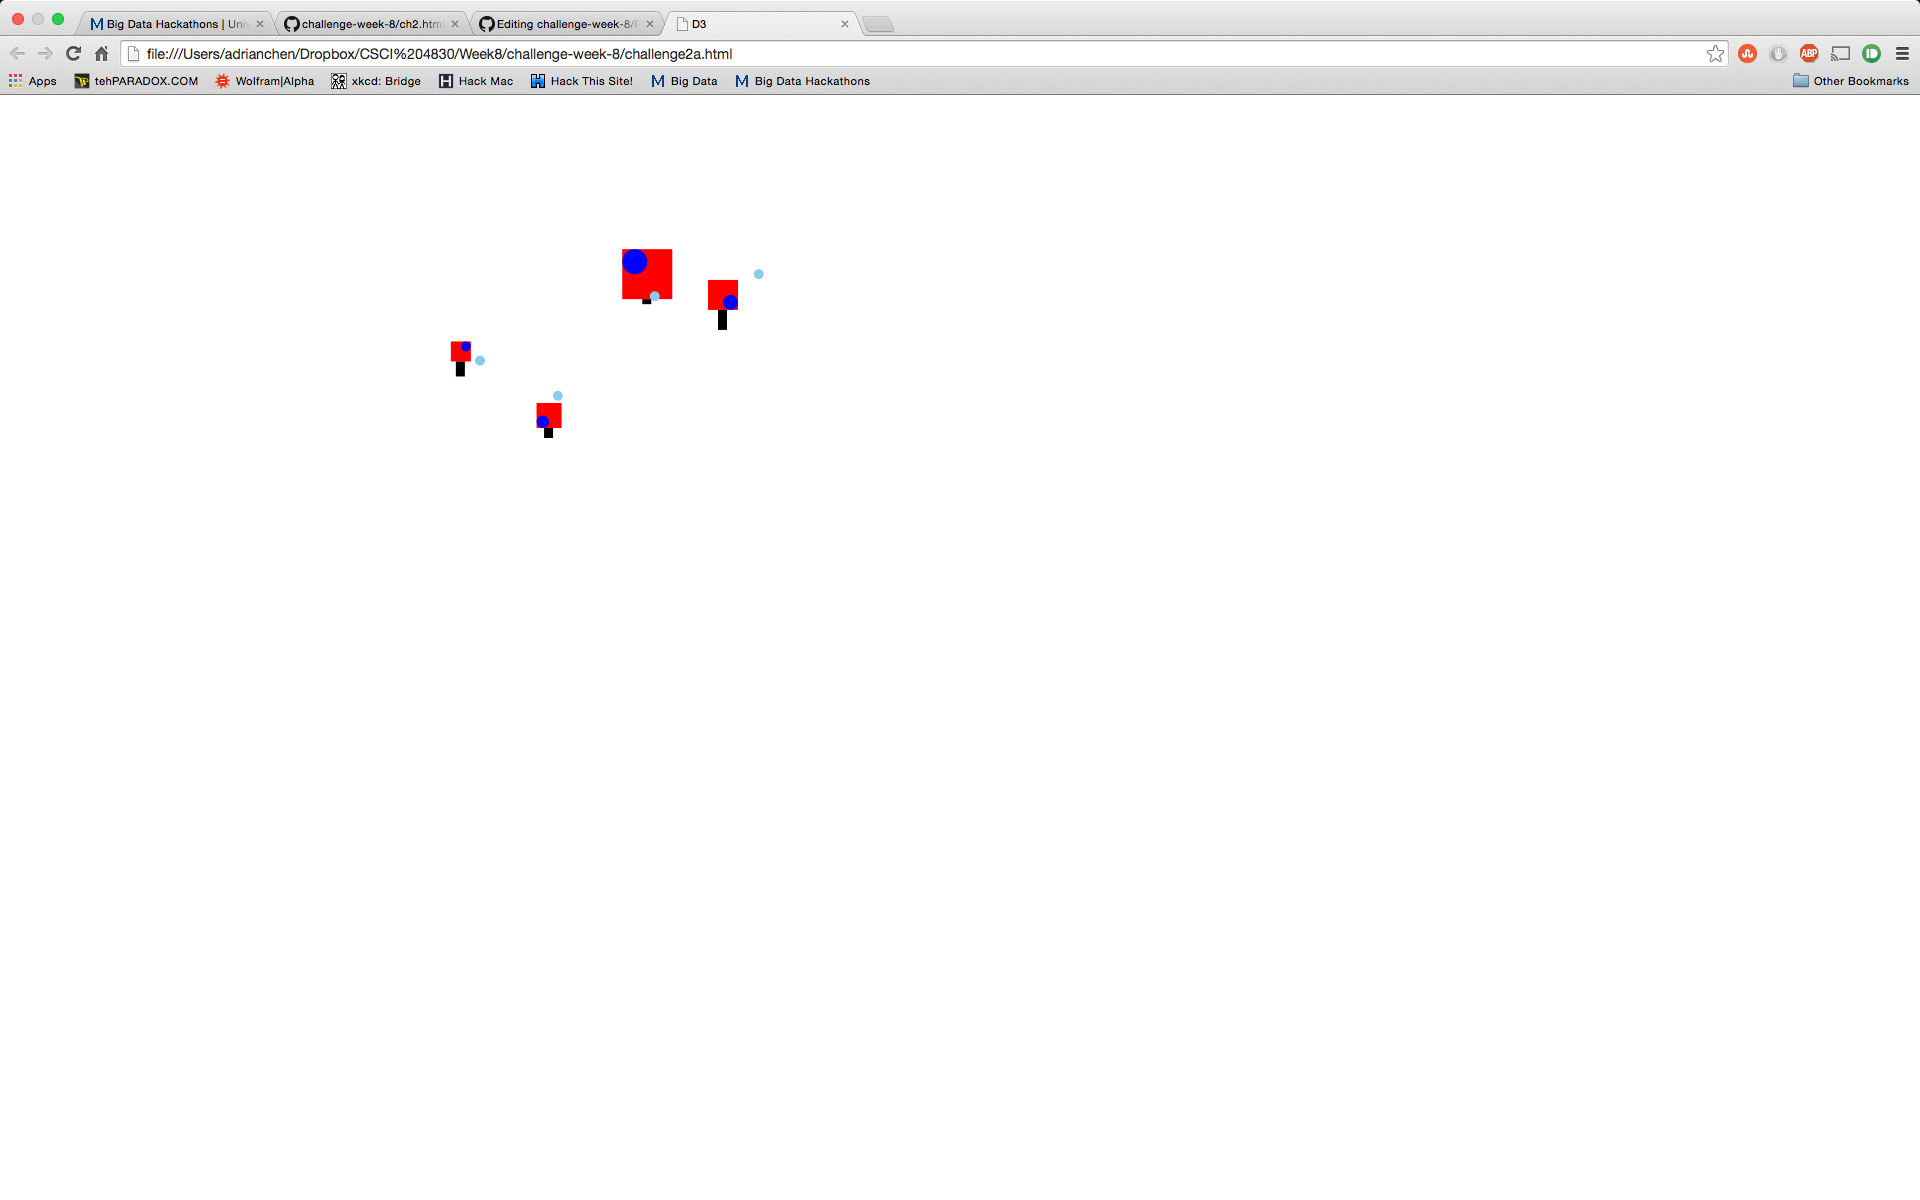 Big Data Hackathons | Univ
challenge-week-8/ch2.html
Editing challenge-week-8/
D3
file:///Users/adrianchen/Dropbox/CSCI%204830/Week8/challenge-week-8/challenge2a.html
ABP
Apps
tehPARADOX.COM
Wolfram|Alpha
xkcd: Bridge
Hack Mac
Hack This Site!
Big Data
Big Data Hackathons
Other Bookmarks